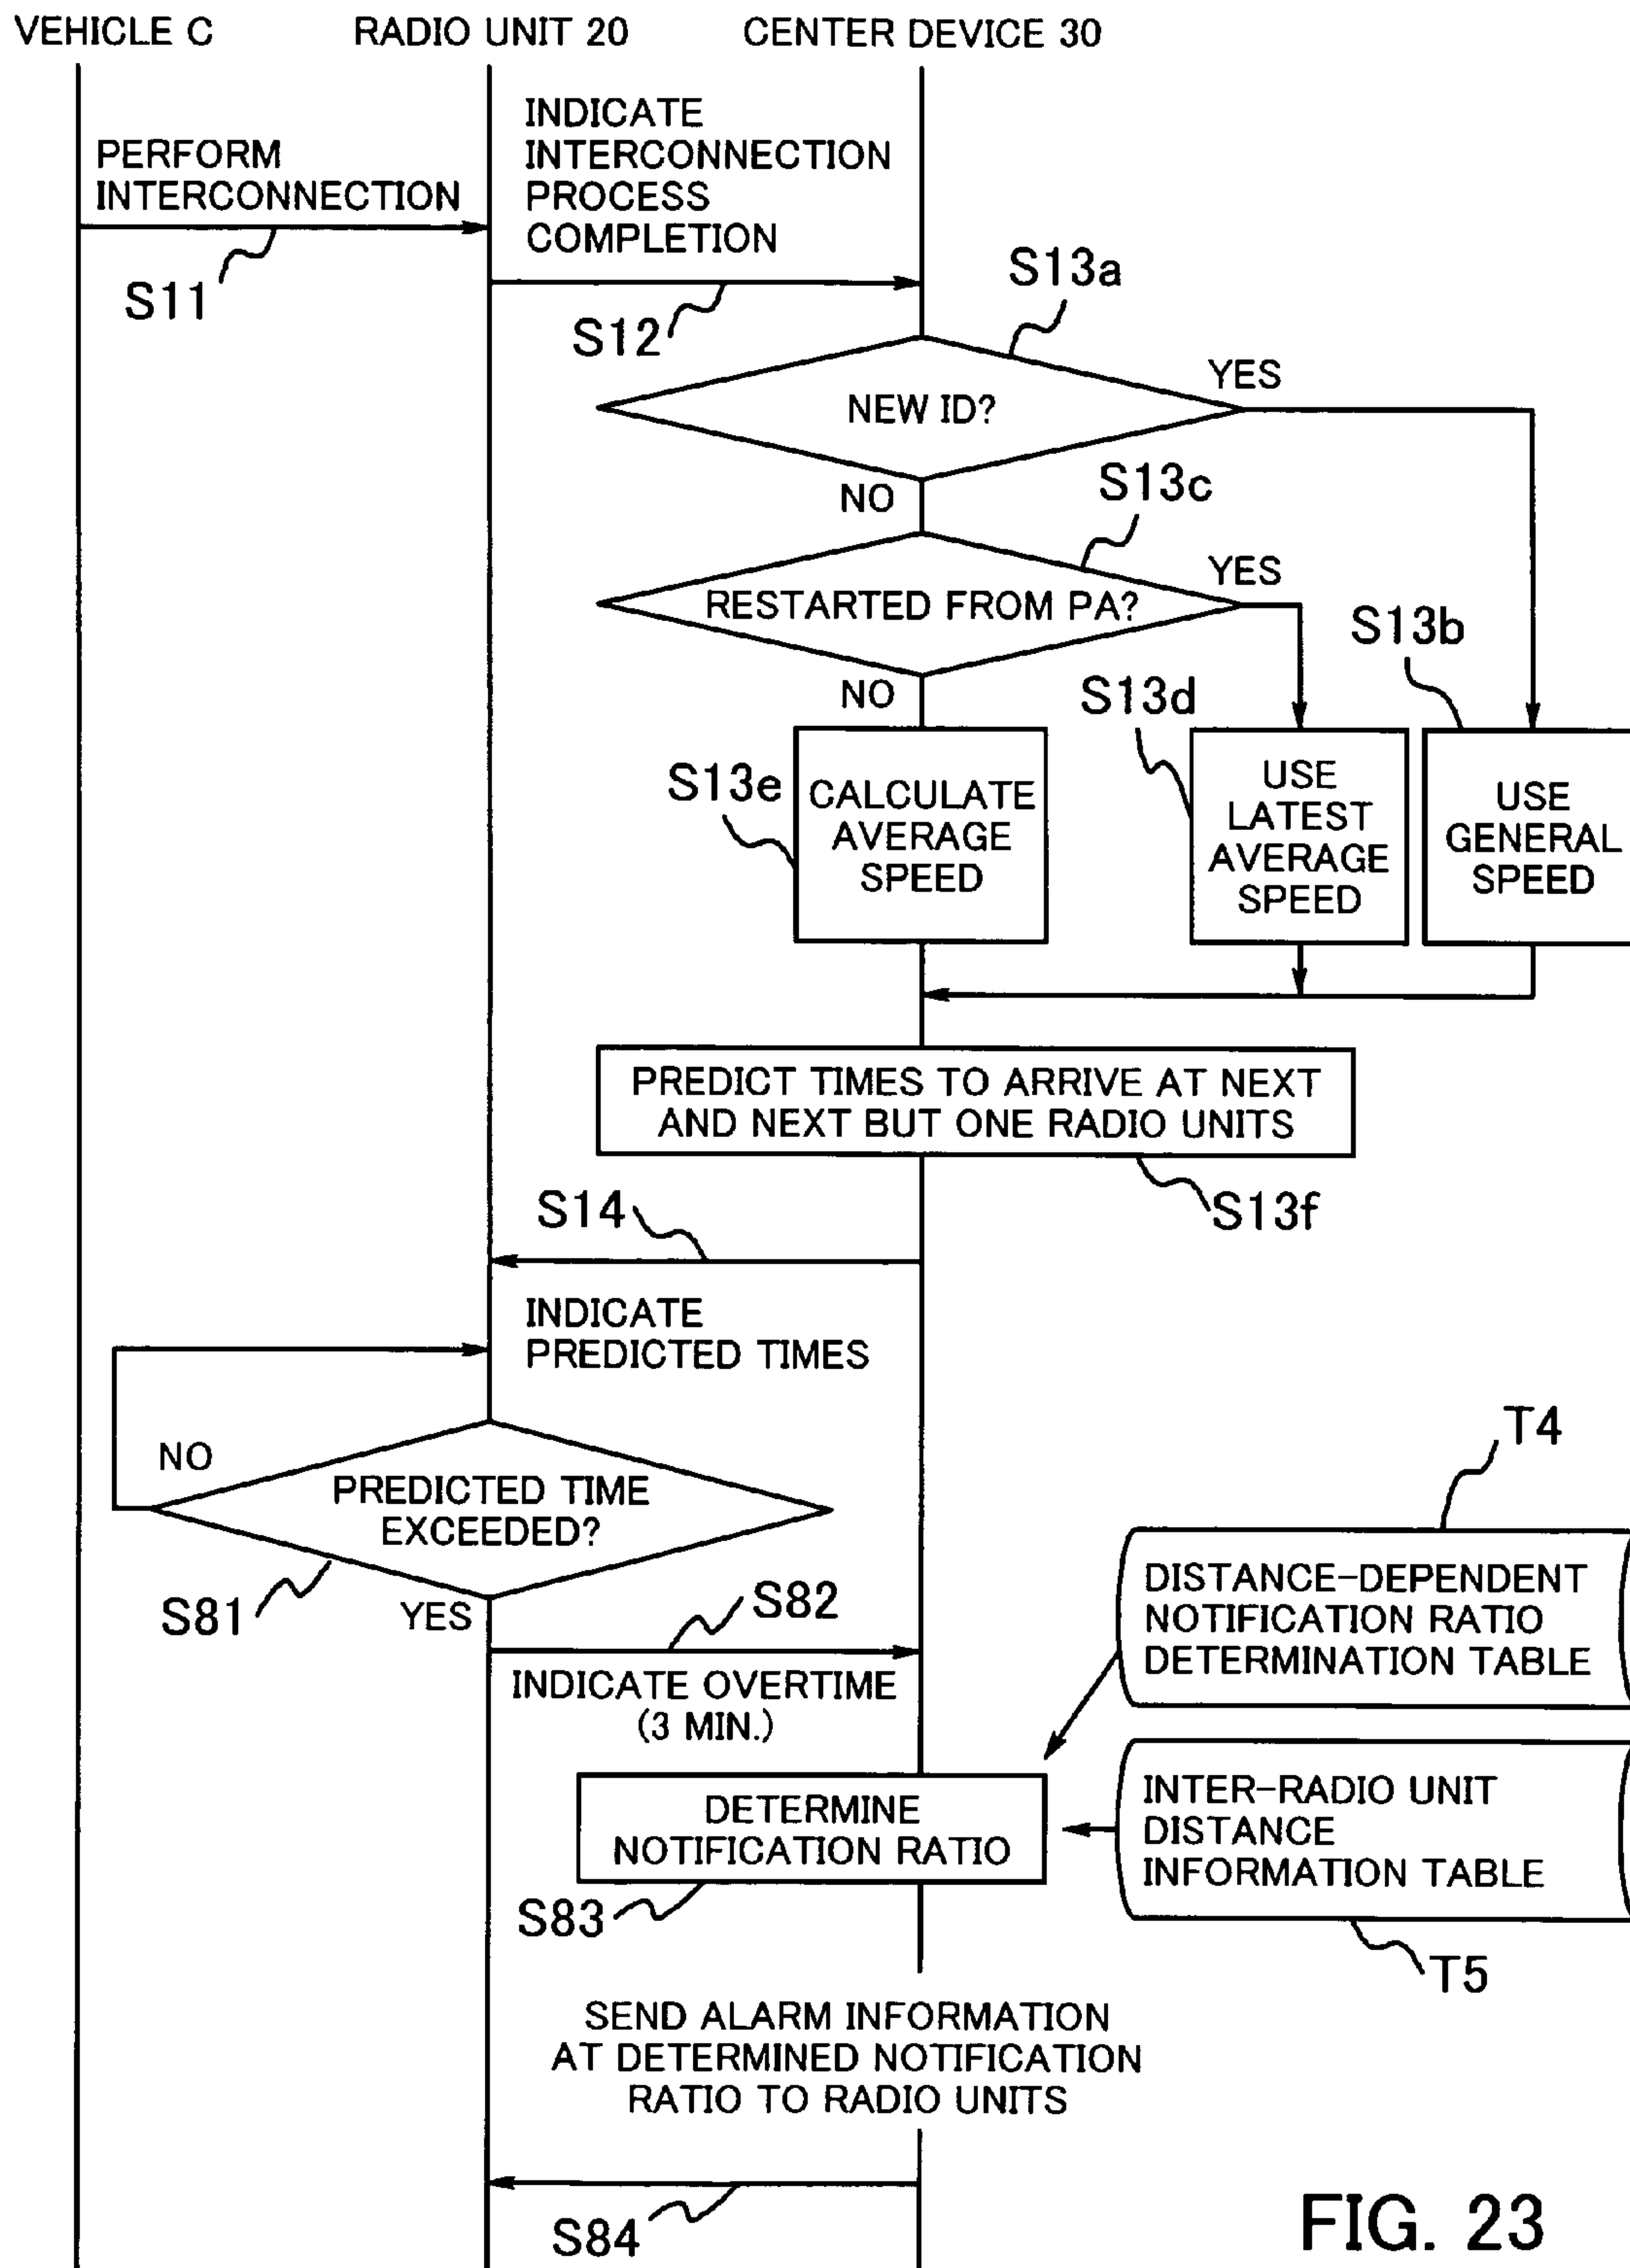 VEHICLE C
RADIO UNIT 20
CENTER DEVICE 30
INDICATE
INTERCONNECTION
PROCESS
COMPLETION
PERFORM
INTERCONNECTION
S11
S12
S13a
NEW ID?
YES
NO
S13c
RESTARTED FROM PA?
YES
NO
S13b
S13d
S13e
CALCULATE
AVERAGE
SPEED
USE
LATEST
AVERAGE
SPEED
USE
GENERAL
SPEED
PREDICT TIMES TO ARRIVE AT NEXT
AND NEXT BUT ONE RADIO UNITS
S13f
S14
INDICATE
PREDICTED TIMES
NO
PREDICTED TIME
EXCEEDED?
S81
YES
S82
INDICATE OVERTIME
(3 MIN.)
T4
DISTANCE-DEPENDENT
NOTIFICATION RATIO
DETERMINATION TABLE
DETERMINE
NOTIFICATION RATIO
S83
INTER-RADIO UNIT
DISTANCE
INFORMATION TABLE
T5
SEND ALARM INFORMATION
AT DETERMINED NOTIFICATION
RATIO TO RADIO UNITS
S84
FIG. 23